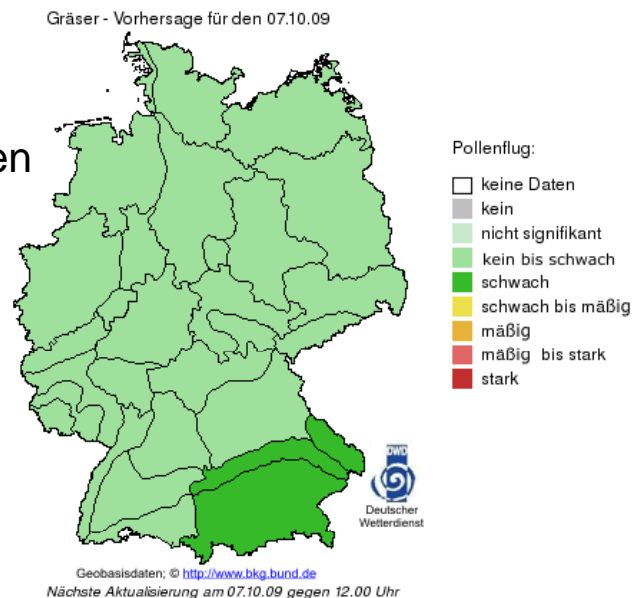 Gräser - Vorhersage für den 07.10.09
en
Pollenflug:
keine Daten
kein
nicht signifikant
kein bis schwach
schwach
schwach bis mäßig
mäßig
mäßig bis stark
stark
DWD
Deutscher
Wetterdienst
Geobasisdaten; © http://www.bkg.bund.de
Nächste Aktualisierung am 07.10.09 gegen 12.00 Uhr